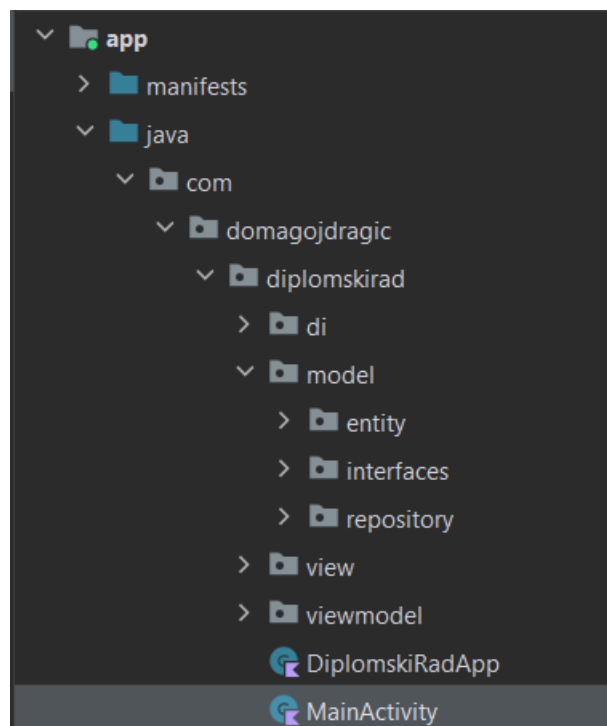 app
manifests
java
com
domagojdragic
diplomskirad
di
model
entity
interfaces
repository
view
viewmodel
DiplomskiRadApp
MainActivity